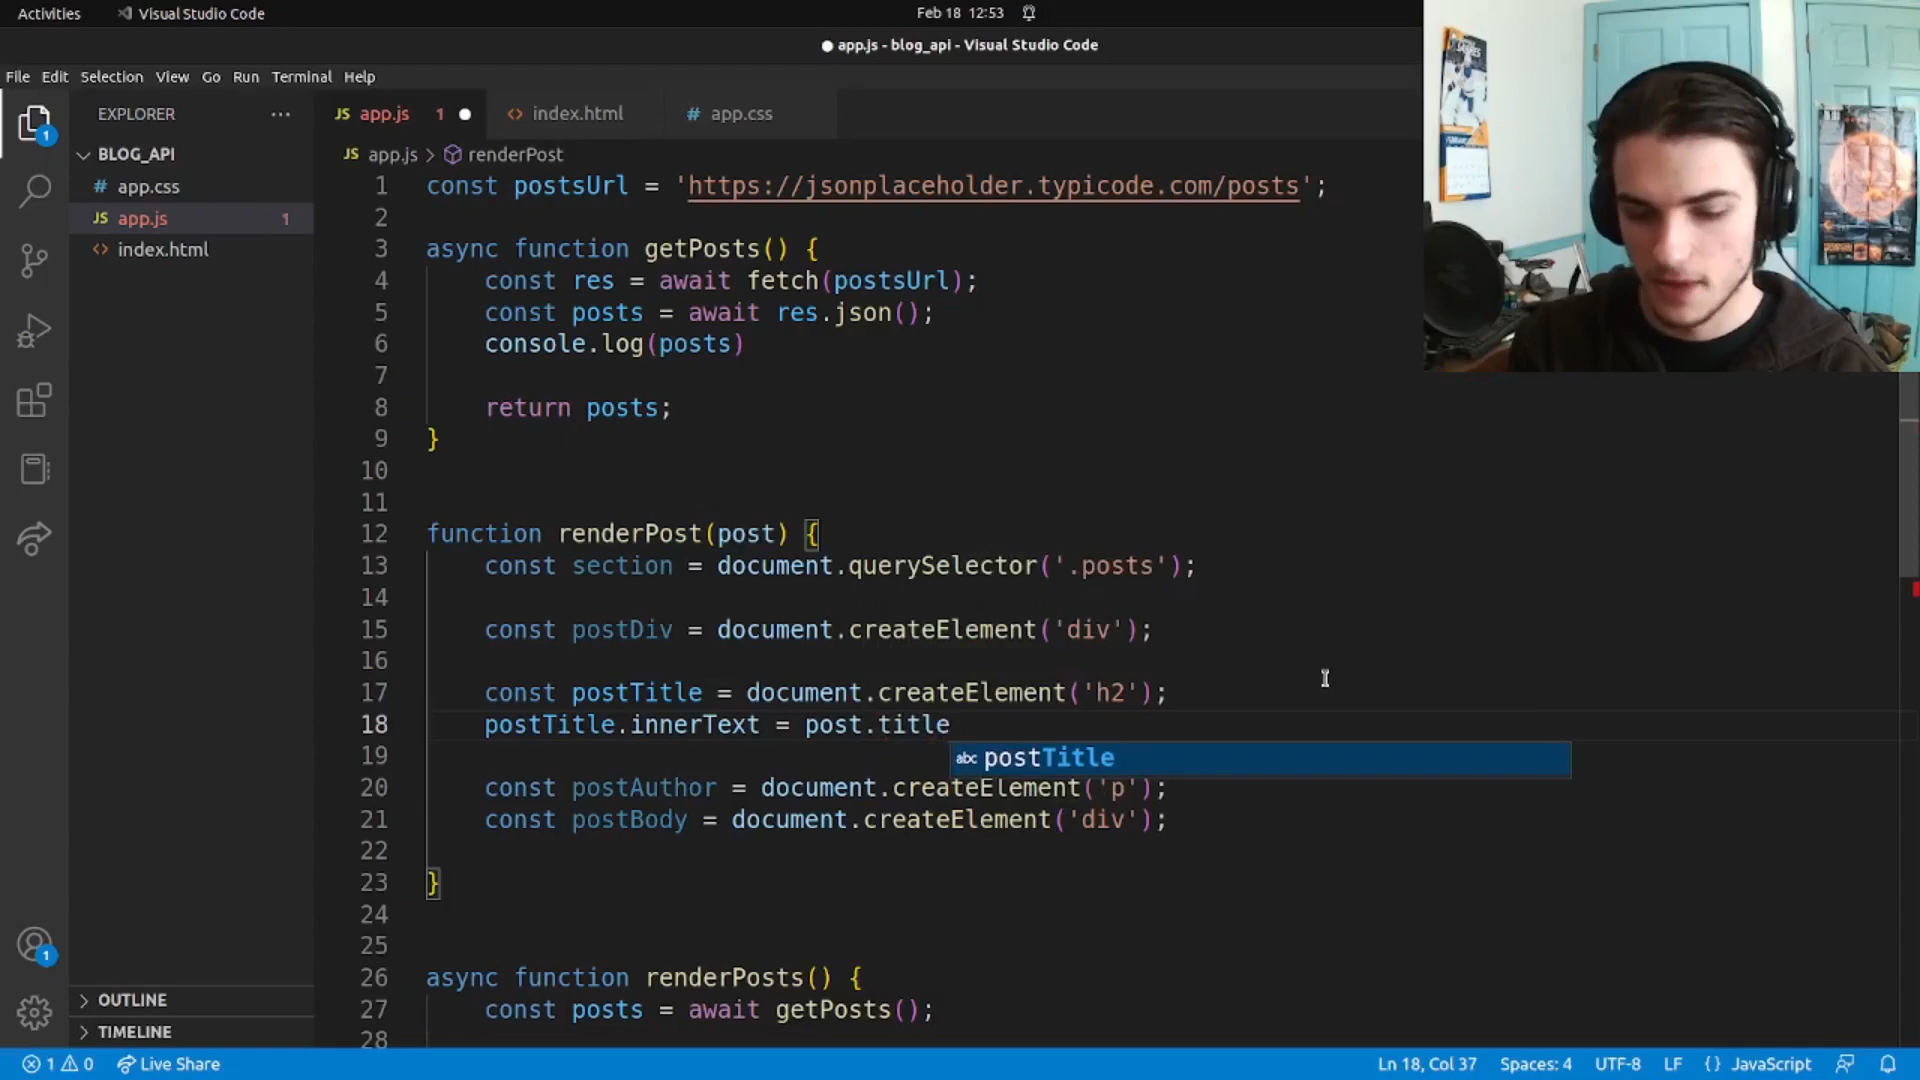 Activities Visual Studio Code Feb 18 12:53
app.js - blog_api - Visual Studio Code
File Edit Selection View Go Run Terminal Help
EXPLORER ··· JS app.js 1 <> index.html # app.css
BLOG_API JS app.js > renderPost
# app.css
JS app.js 1
<> index.html
1 const postsUrl = 'https://jsonplaceholder.typicode.com/posts';
2
3 async function getPosts() {
4 const res = await fetch(postsUrl);
5 const posts = await res.json();
6 console.log(posts)
7
8 return posts;
9 }
10
11
12 function renderPost(post) {
13 const section = document.querySelector('.posts');
14
15 const postDiv = document.createElement('div');
16
17 const postTitle = document.createElement('h2');
18 postTitle.innerText = post.title
19
abc postTitle
20 const postAuthor = document.createElement('p');
21 const postBody = document.createElement('div');
22
23 }
24
25
26 async function renderPosts() {
27 const posts = await getPosts();
28
1
1
OUTLINE
TIMELINE
1 0 Live Share Ln 18, Col 37 Spaces: 4 UTF-8 LF {} JavaScript